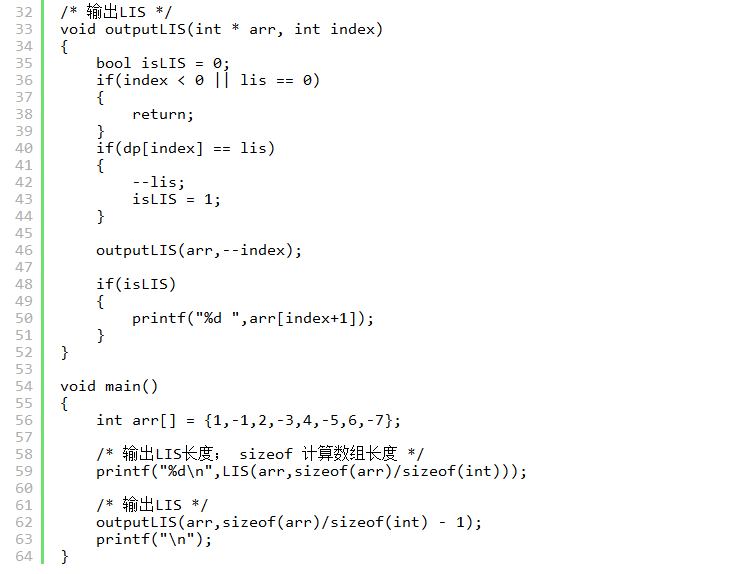 32 /* 输出LIS */
33 void outputLIS(int * arr, int index)
34 {
35     bool isLIS = 0;
36     if(index < 0 || lis == 0)
37     {
38         return;
39     }
40     if(dp[index] == lis)
41     {
42         --lis;
43         isLIS = 1;
44     }
45
46     outputLIS(arr,--index);
47
48     if(isLIS)
49     {
50         printf("%d ",arr[index+1]);
51     }
52 }
53
54 void main()
55 {
56     int arr[] = {1,-1,2,-3,4,-5,6,-7};
57
58     /* 输出LIS长度; sizeof 计算数组长度 */
59     printf("%d\n",LIS(arr,sizeof(arr)/sizeof(int)));
60
61     /* 输出LIS */
62     outputLIS(arr,sizeof(arr)/sizeof(int) - 1);
63     printf("\n");
64 }